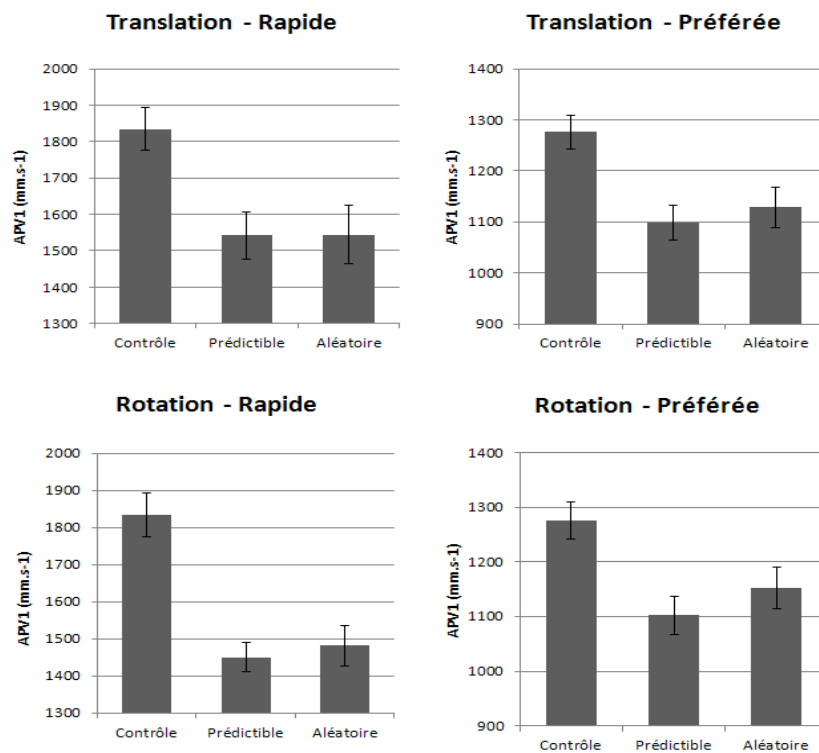 Translation - Rapide
2000
1900
1800
1700
1600
1500
1400
1300
APV1 (mm.s-1)
Contrôle Prédictible Aléatoire
Translation - Préférée
1400
1300
1200
1100
1000
900
APV1 (mm.s-1)
Contrôle Prédictible Aléatoire
Rotation - Rapide
2000
1900
1800
1700
1600
1500
1400
1300
APV1 (mm.s-1)
Contrôle Prédictible Aléatoire
Rotation - Préférée
1400
1300
1200
1100
1000
900
APV1 (mm.s-1)
Contrôle Prédictible Aléatoire